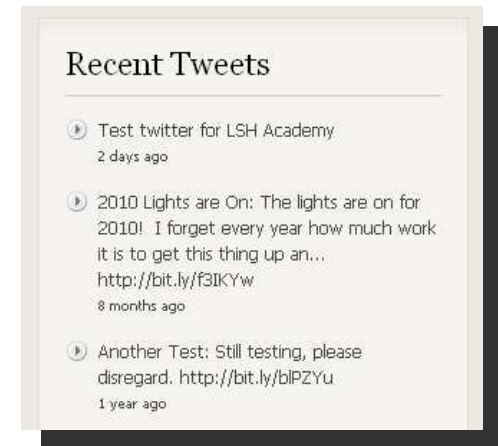 Recent Tweets
Test twitter for LSH Academy
2 days ago
2010 Lights are On: The lights are on for
2010!  I forget every year how much work
it is to get this thing up an...
http://bit.ly/f3IKYw
8 months ago
Another Test: Still testing, please
disregard. http://bit.ly/blPZYu
1 year ago